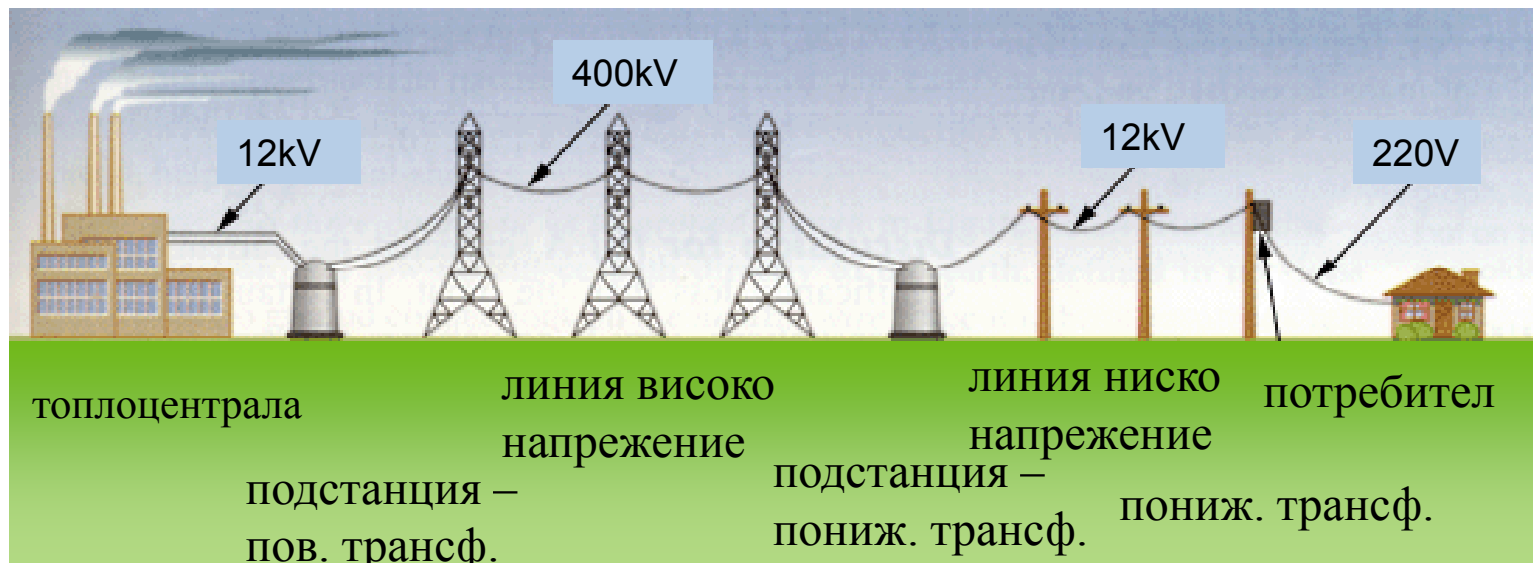 400kV
12kV
12kV
220V
топлоцентрала
линия високо
напрежение
линия ниско
напрежение
потребител
подстанция –
пов. трансф.
подстанция –
пониж. трансф.
пониж. трансф.